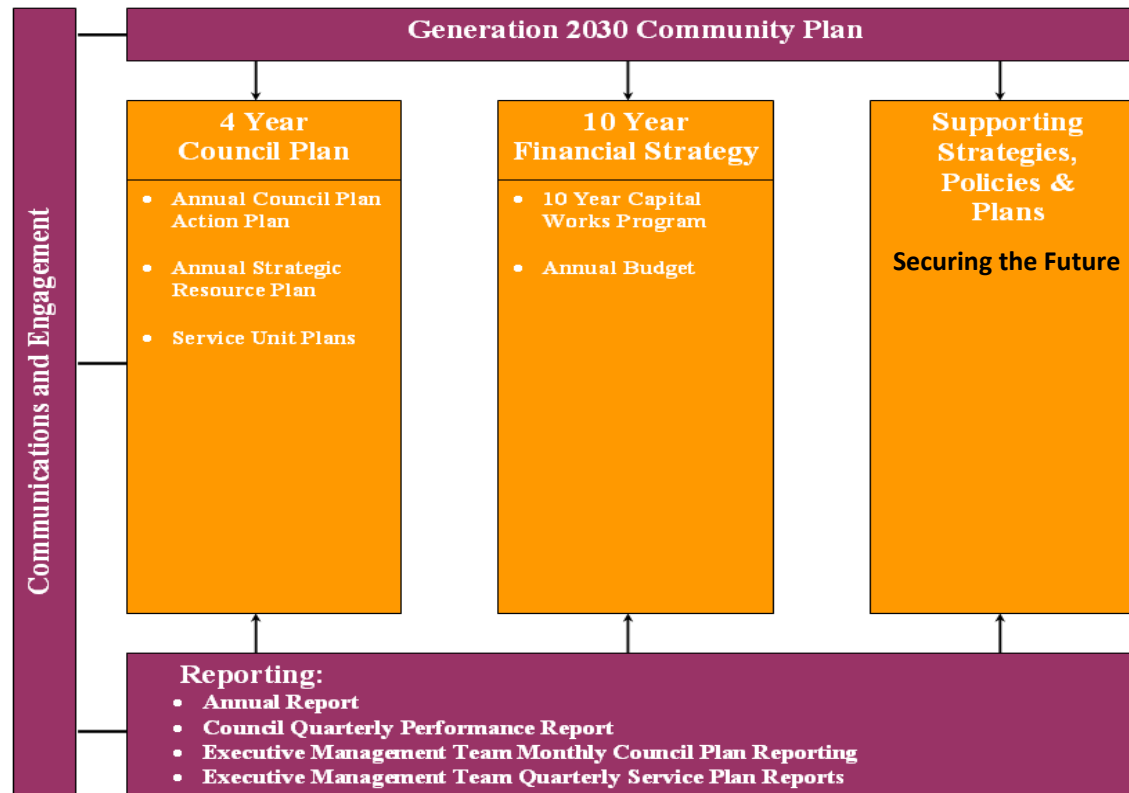 Generation 2030 Community Plan
Communications and Engagement
4 Year
Council Plan
• Annual Council Plan
Action Plan
• Annual Strategic
Resource Plan
• Service Unit Plans
10 Year
Financial Strategy
• 10 Year Capital
Works Program
• Annual Budget
Supporting
Strategies,
Policies &
Plans
Securing the Future
Reporting:
• Annual Report
• Council Quarterly Performance Report
• Executive Management Team Monthly Council Plan Reporting
• Executive Management Team Quarterly Service Plan Reports